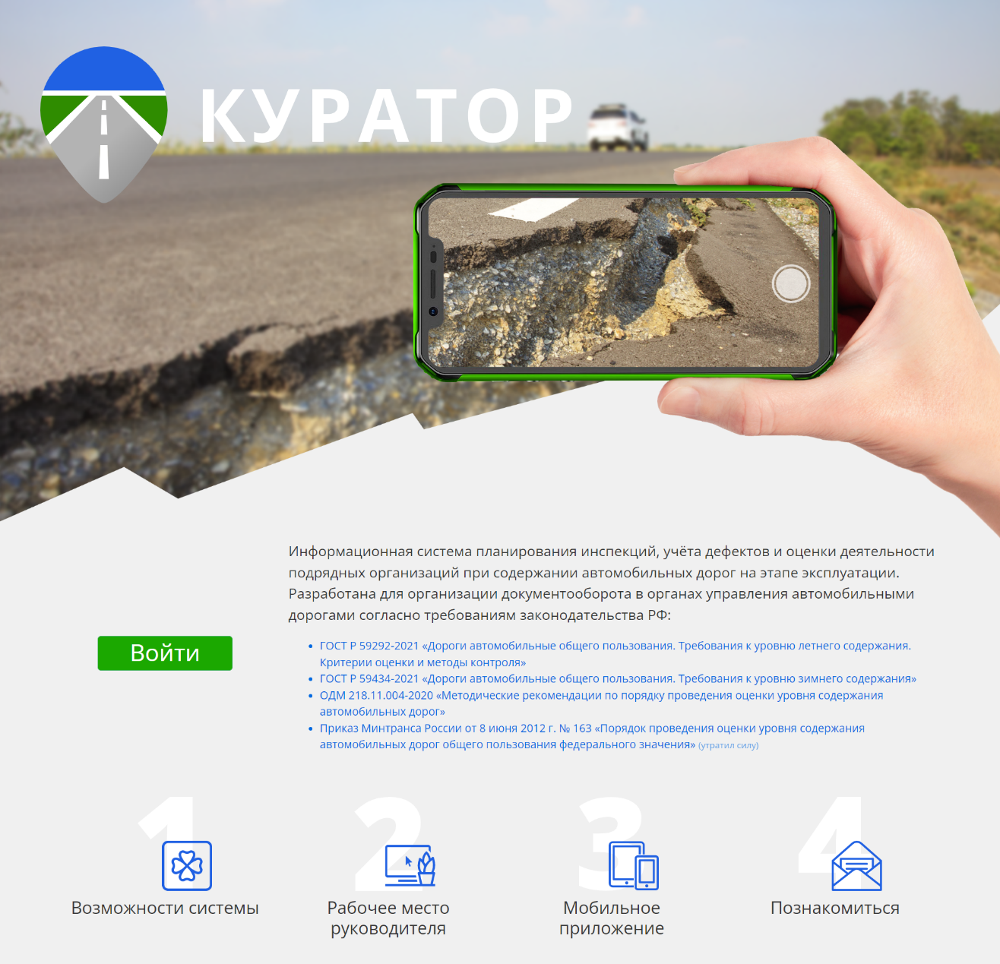 КУРАТОР
Информационная система планирования инспекций, учёта дефектов и оценки деятельности
подрядных организаций при содержании автомобильных дорог на этапе эксплуатации.
Разработана для организации документооборота в органах управления автомобильными
дорогами согласно требованиям законодательства РФ:
Войти
ГОСТ Р 59292-2021 «Дороги автомобильные общего пользования. Требования к уровню летнего содержания.
Критерии оценки и методы контроля»
ГОСТ Р 59434-2021 «Дороги автомобильные общего пользования. Требования к уровню зимнего содержания»
ОДМ 218.11.004-2020 «Методические рекомендации по порядку проведения оценки уровня содержания
автомобильных дорог»
Приказ Минтранса России от 8 июня 2012 г. № 163 «Порядок проведения оценки уровня содержания
автомобильных дорог общего пользования федерального значения» (утратил силу)
1
Возможности системы
2
Рабочее место
руководителя
3
Мобильное
приложение
4
Познакомиться